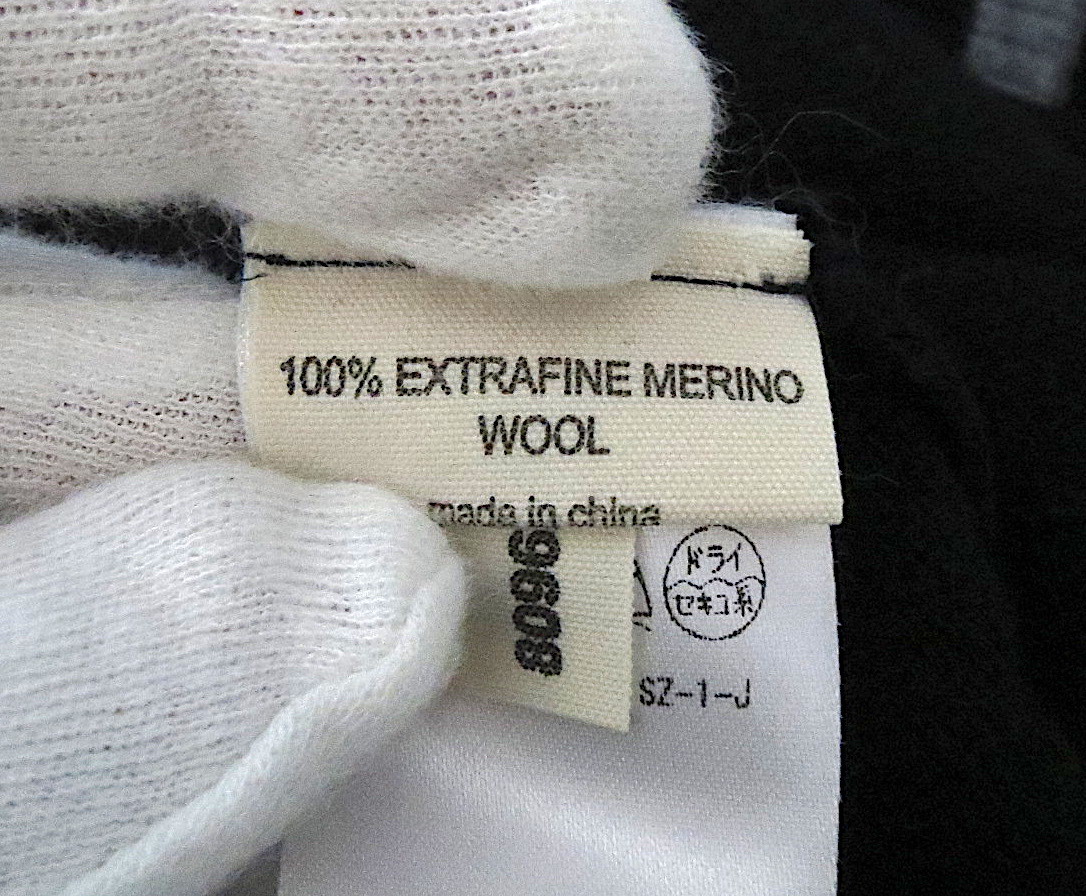 100% EXTRAFINE MERINO
WOOL
made in china
8096
ドライ
セキユ系
SZ-1-J